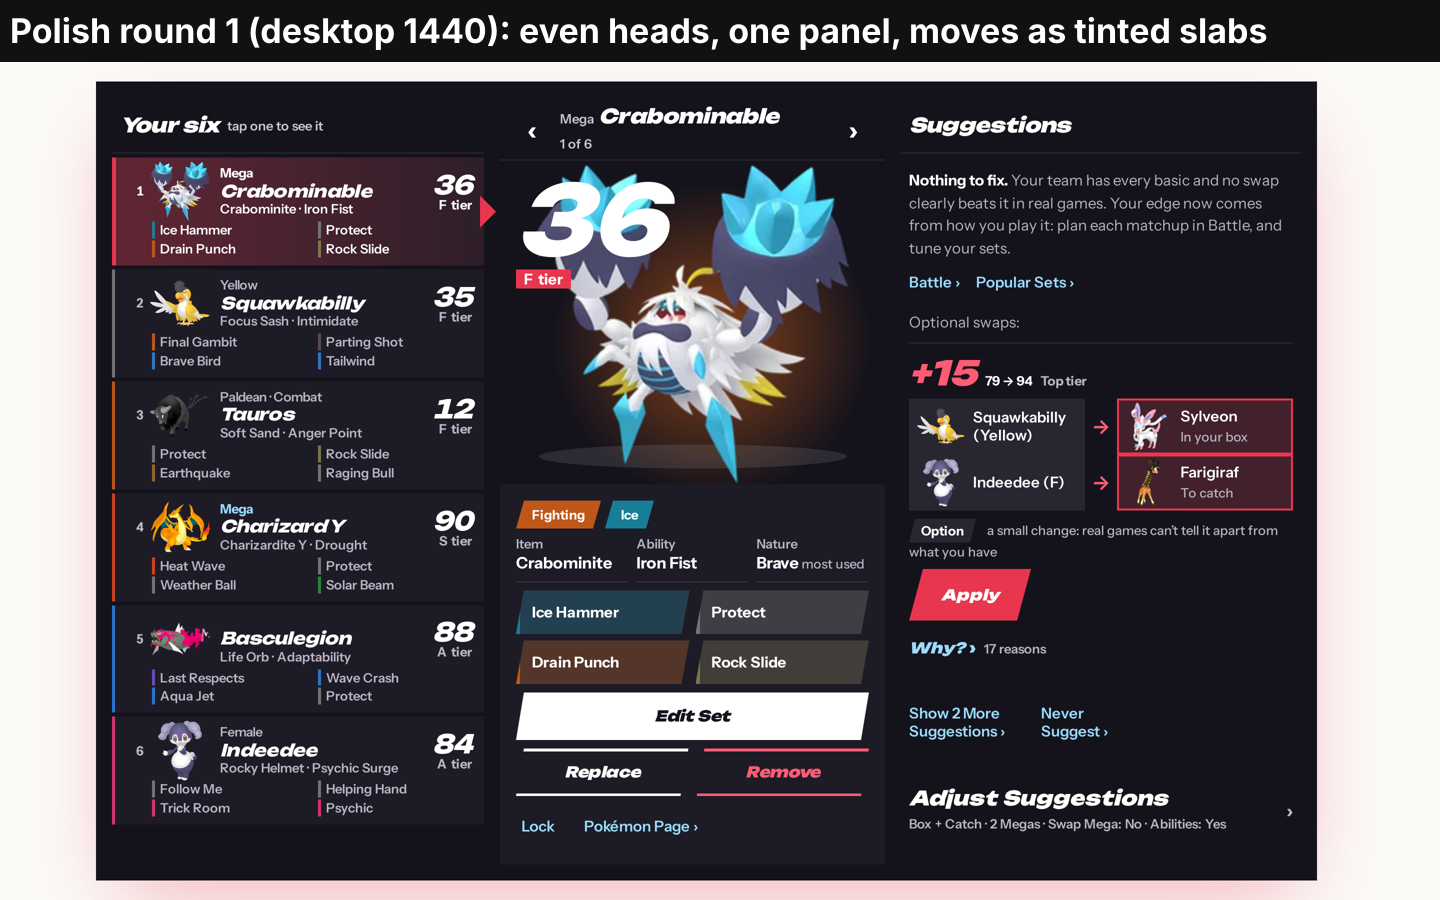 Polish round 1 (desktop 1440): even heads, one panel, moves as tinted slabs
Your six tap one to see it
1
Mega
Crabominable
Crabominite · Iron Fist
36
F tier
Ice Hammer
Protect
Drain Punch
Rock Slide
2
Yellow
Squawkabilly
Focus Sash · Intimidate
35
F tier
Final Gambit
Parting Shot
Brave Bird
Tailwind
3
Paldean · Combat
Tauros
Soft Sand · Anger Point
12
F tier
Protect
Rock Slide
Earthquake
Raging Bull
4
Mega
Charizard Y
Charizardite Y · Drought
90
S tier
Heat Wave
Protect
Weather Ball
Solar Beam
5
Basculegion
Life Orb · Adaptability
88
A tier
Last Respects
Wave Crash
Aqua Jet
Protect
6
Female
Indeedee
Rocky Helmet · Psychic Surge
84
A tier
Follow Me
Helping Hand
Trick Room
Psychic
‹
Mega Crabominable
1 of 6
›
36
F tier
Fighting
Ice
Item
Crabominite
Ability
Iron Fist
Nature
Brave most used
Ice Hammer
Protect
Drain Punch
Rock Slide
Edit Set
Replace
Remove
Lock
Pokémon Page ›
Suggestions
Nothing to fix. Your team has every basic and no swap
clearly beats it in real games. Your edge now comes
from how you play it: plan each matchup in Battle, and
tune your sets.
Battle ›
Popular Sets ›
Optional swaps:
+15 79 → 94 Top tier
Squawkabilly
(Yellow)
→
Sylveon
In your box
Indeedee (F)
→
Farigiraf
To catch
Option a small change: real games can't tell it apart from
what you have
Apply
Why? › 17 reasons
Show 2 More
Suggestions ›
Never
Suggest ›
Adjust Suggestions
Box + Catch · 2 Megas · Swap Mega: No · Abilities: Yes
›